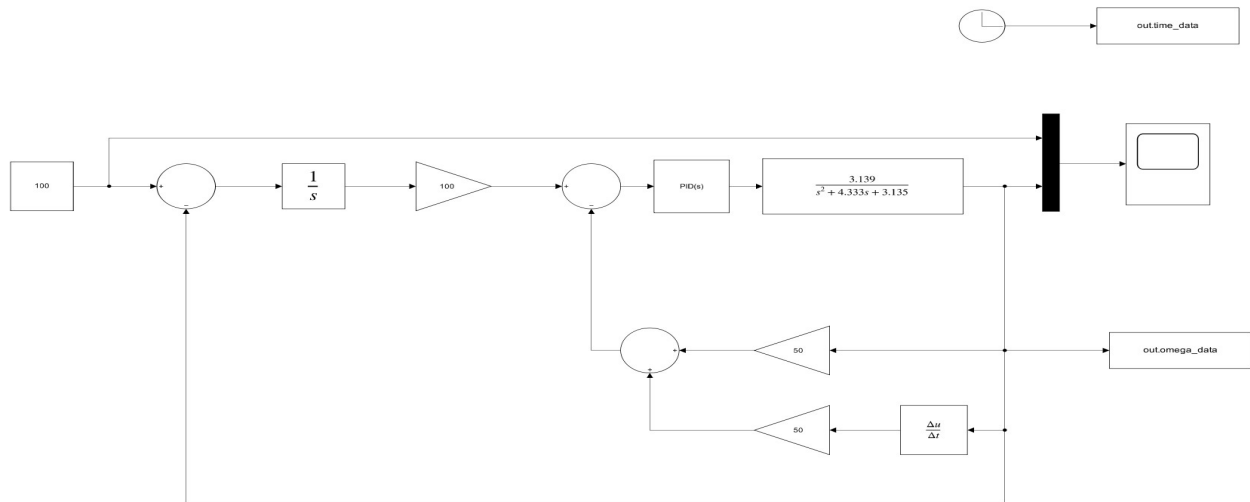 out.time_data
100
+
−
1
s
100
+
−
PID(s)
3.139
s² + 4.333s + 3.135
50
+
+
out.omega_data
50
Δu
Δt